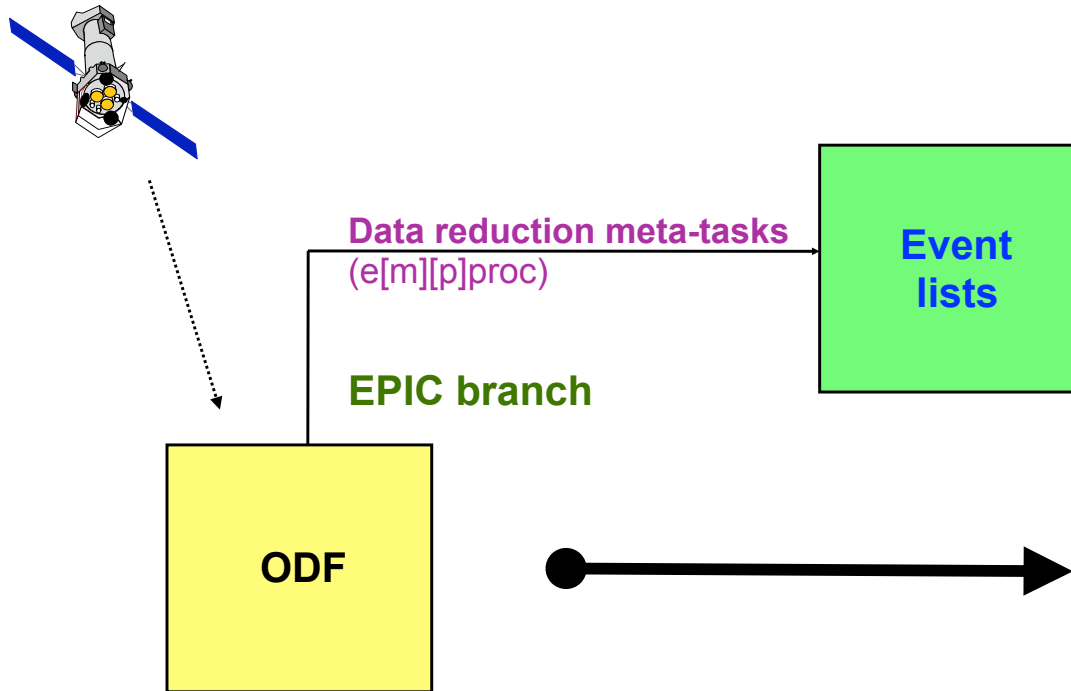 Data reduction meta-tasks
(e[m][p]proc)
Event
lists
EPIC branch
ODF